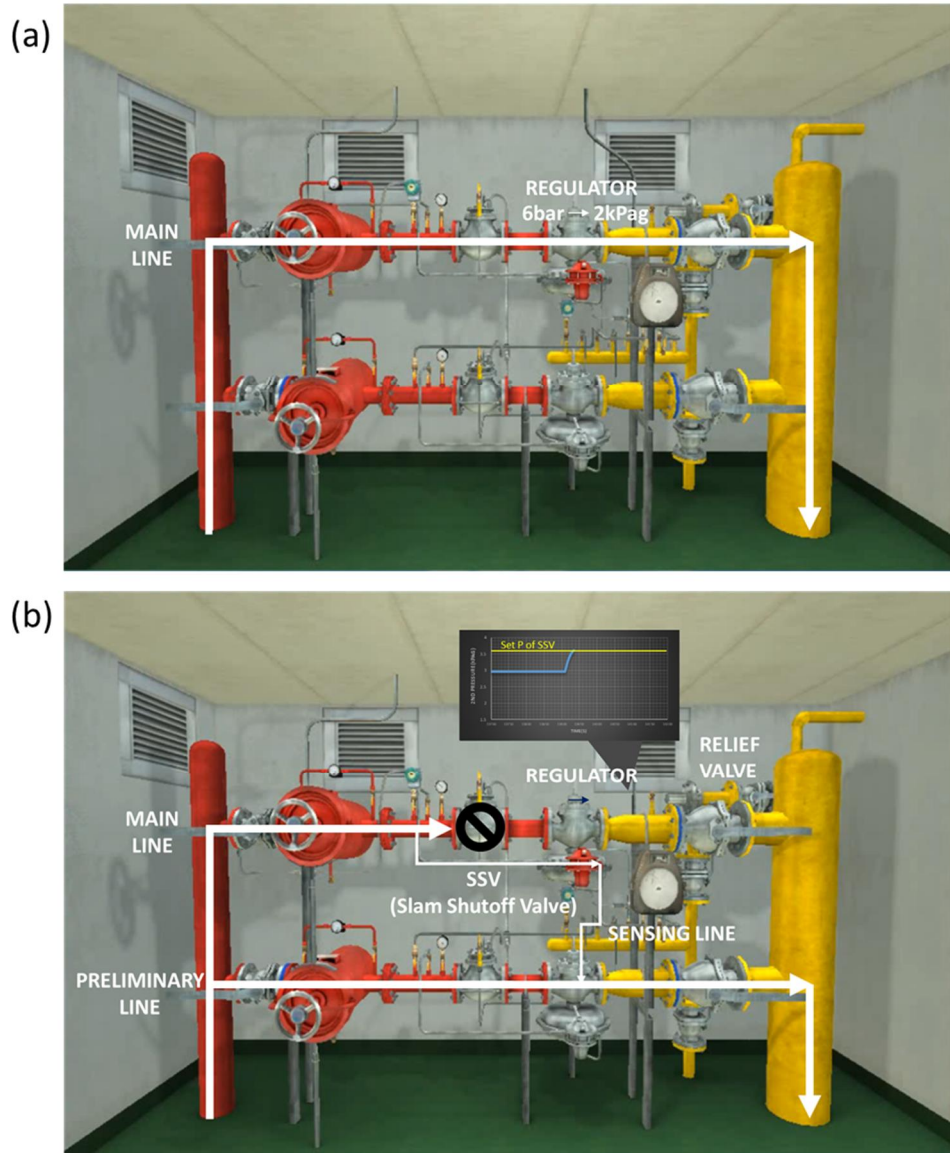 (a)
REGULATOR
6bar → 2kPag
MAIN
LINE
(b)
Set P of SSV
RELIEF
VALVE
REGULATOR
MAIN
LINE
SSV
(Slam Shutoff Valve)
SENSING LINE
PRELIMINARY
LINE